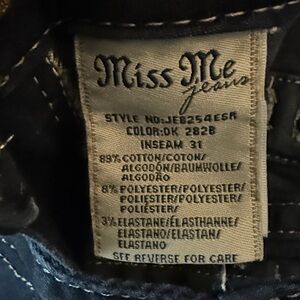 Miss Me
jeans
STYLE NO:JE8254ESR
COLOR:DK 282B
INSEAM 31
89% COTTON/COTON/
ALGODÓN/BAUMWOLLE/
ALGODÃO
8% POLYESTER/POLYESTER/
POLIÉSTER/POLYESTER/
POLIÉSTER/
3% ELASTANE/ÉLASTHANNE/
ELASTANO/ELASTAN/
ELASTANO
SEE REVERSE FOR CARE